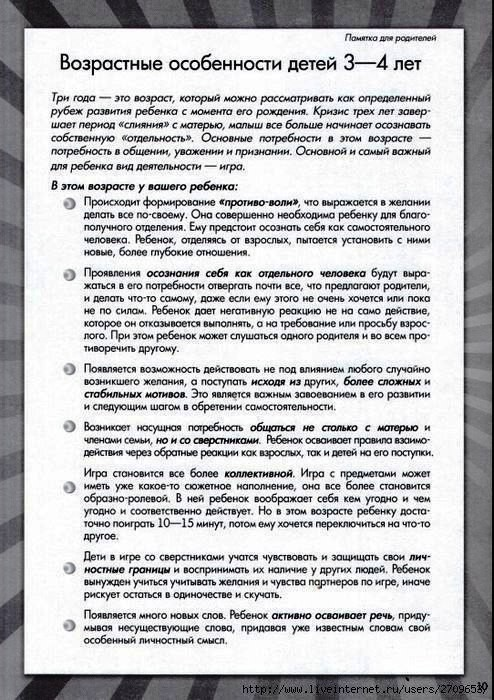 Памятка для родителей
Возрастные особенности детей 3—4 лет
Три года — это возраст, который можно рассматривать как определенный
рубеж развития ребенка с момента его рождения. Кризис трех лет завер-
шает период «слияния» с матерью, малыш все больше начинает осознавать
собственную «отдельность». Основные потребности в этом возрасте —
потребность в общении, уважении и признании. Основной и самый важный
для ребенка вид деятельности — игра.
В этом возрасте у вашего ребенка:
Происходит формирование «противо-воли», что выражается в желании
делать все по-своему. Она совершенно необходима ребенку для благо-
получного отделения. Ему предстоит осознать себя как самостоятельного
человека. Ребенок, отделяясь от взрослых, пытается установить с ними
новые, более глубокие отношения.
Проявления осознания себя как отдельного человека будут выра-
жаться в его потребности отвергать почти все, что предлагают родители,
и делать что-то самому, даже если ему этого не очень хочется или пока
не по силам. Ребенок дает негативную реакцию не на само действие,
которое он отказывается выполнять, а на требование или просьбу взрос-
лого. При этом ребенок может слушаться одного родителя и во всем про-
тиворечить другому.
Появляется возможность действовать не под влиянием любого случайно
возникшего желания, а поступать исходя из других, более сложных и
стабильных мотивов. Это является важным завоеванием в его развитии
и следующим шагом в обретении самостоятельности.
Возникает насущная потребность общаться не столько с матерью и
членами семьи, но и со сверстниками. Ребенок осваивает правила взаимо-
действия через обратные реакции как взрослых, так и детей на его поступки.
Игра становится все более коллективной. Игра с предметами может
иметь уже какое-то сюжетное наполнение, она все более становится
образно-ролевой. В ней ребенок воображает себя кем угодно и чем
угодно и соответственно действует. Но в этом возрасте ребенку доста-
точно поиграть 10—15 минут, потом ему хочется переключиться на что-то
другое.
Дети в игре со сверстниками учатся чувствовать и защищать свои лич-
ностные границы и воспринимать их наличие у других людей. Ребенок
вынужден учиться учитывать желания и чувства партнеров по игре, иначе
рискует остаться в одиночестве и скучать.
Появляется много новых слов. Ребенок активно осваивает речь, приду-
мывая несуществующие слова, придавая уже известным словам свой
особенный личностный смысл.